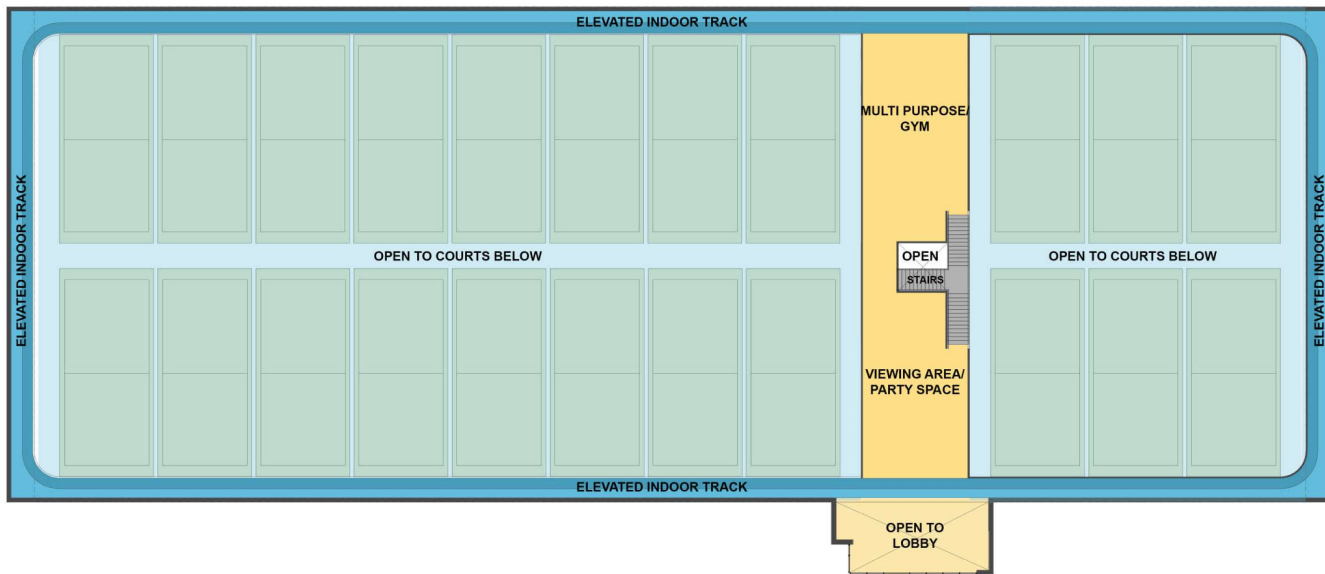 ELEVATED INDOOR TRACK
MULTI PURPOSE/
GYM
ELEVATED INDOOR TRACK
OPEN TO COURTS BELOW
OPEN
STAIRS
OPEN TO COURTS BELOW
ELEVATED INDOOR TRACK
VIEWING AREA/
PARTY SPACE
ELEVATED INDOOR TRACK
OPEN TO
LOBBY